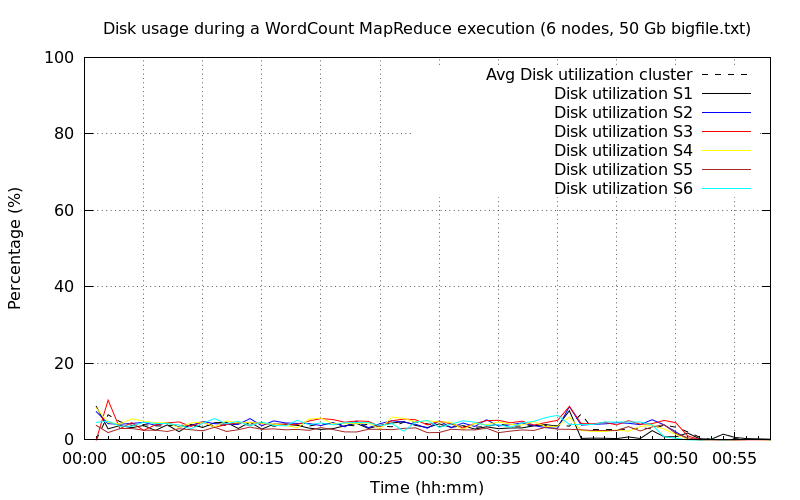 Disk usage during a WordCount MapReduce execution (6 nodes, 50 Gb bigfile.txt)
100
80
60
40
20
0
Percentage (%)
Avg Disk utilization cluster
Disk utilization S1
Disk utilization S2
Disk utilization S3
Disk utilization S4
Disk utilization S5
Disk utilization S6
00:00 00:05 00:10 00:15 00:20 00:25 00:30 00:35 00:40 00:45 00:50 00:55
Time (hh:mm)